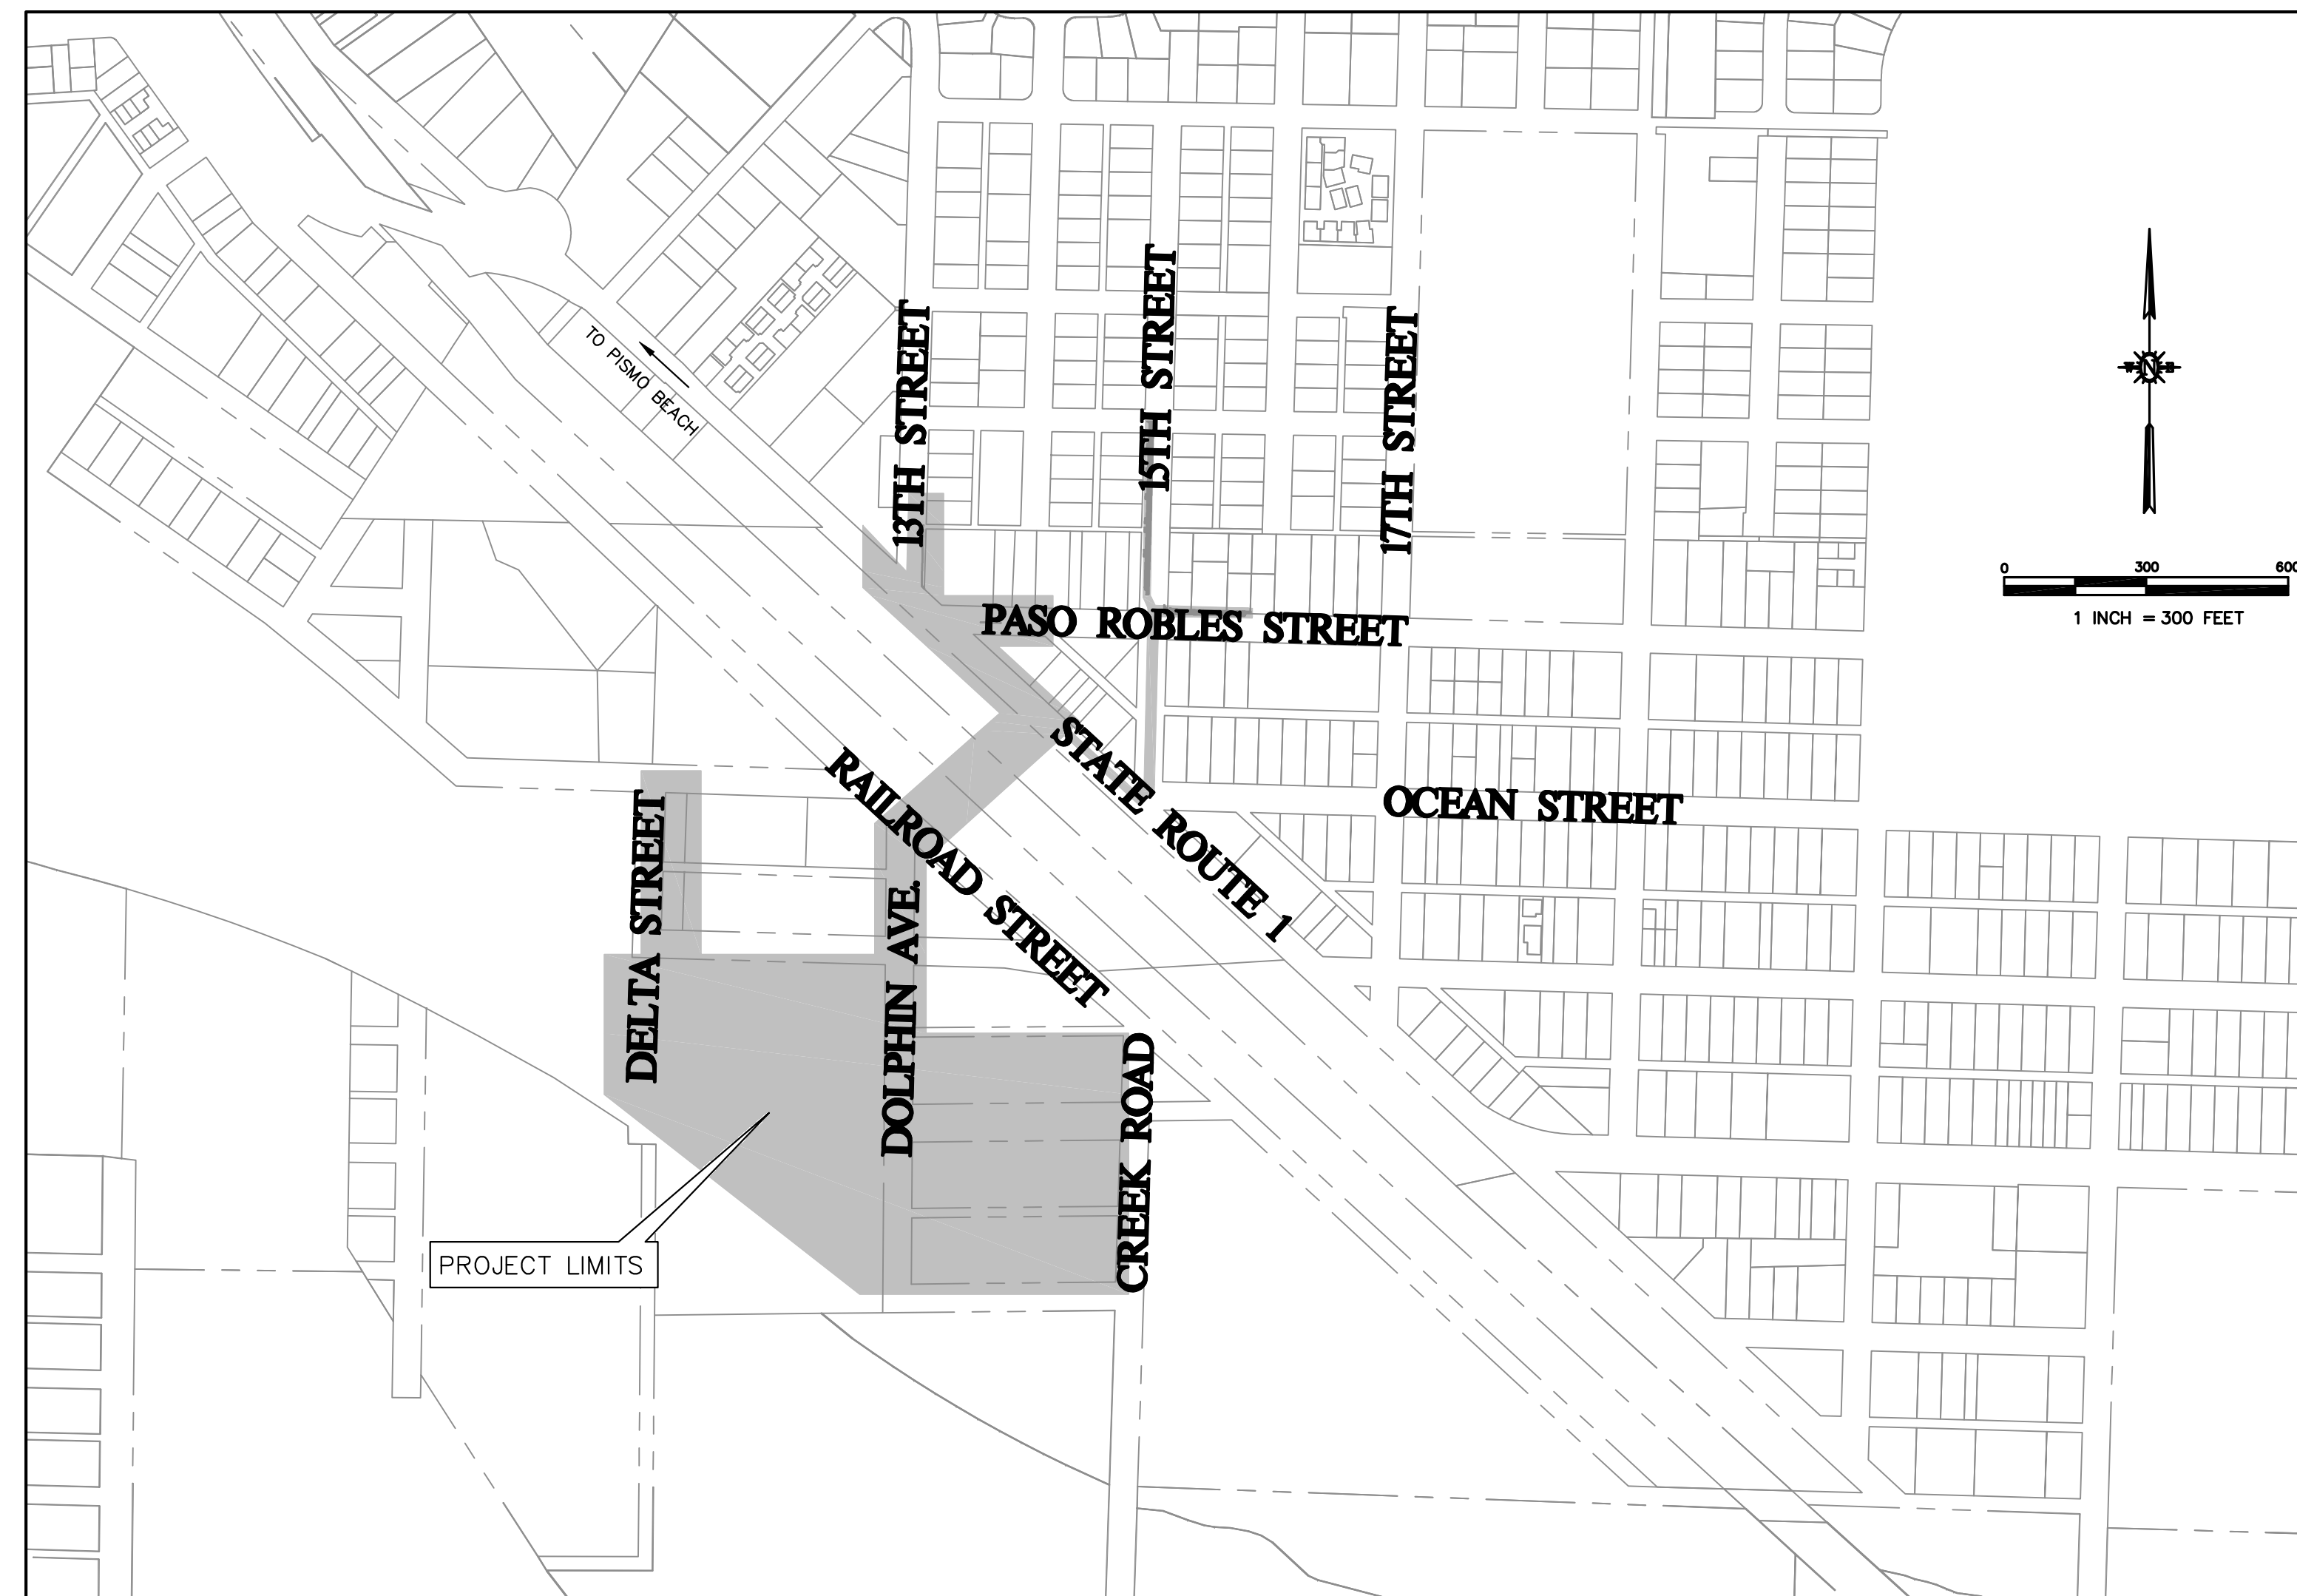 TO PISMO BEACH
13TH STREET
15TH STREET
17TH STREET
N
0 300 600
1 INCH = 300 FEET
PASO ROBLES STREET
STATE ROUTE 1
RAILROAD STREET
OCEAN STREET
DELTA STREET
DOLPHIN AVE.
CREEK ROAD
PROJECT LIMITS